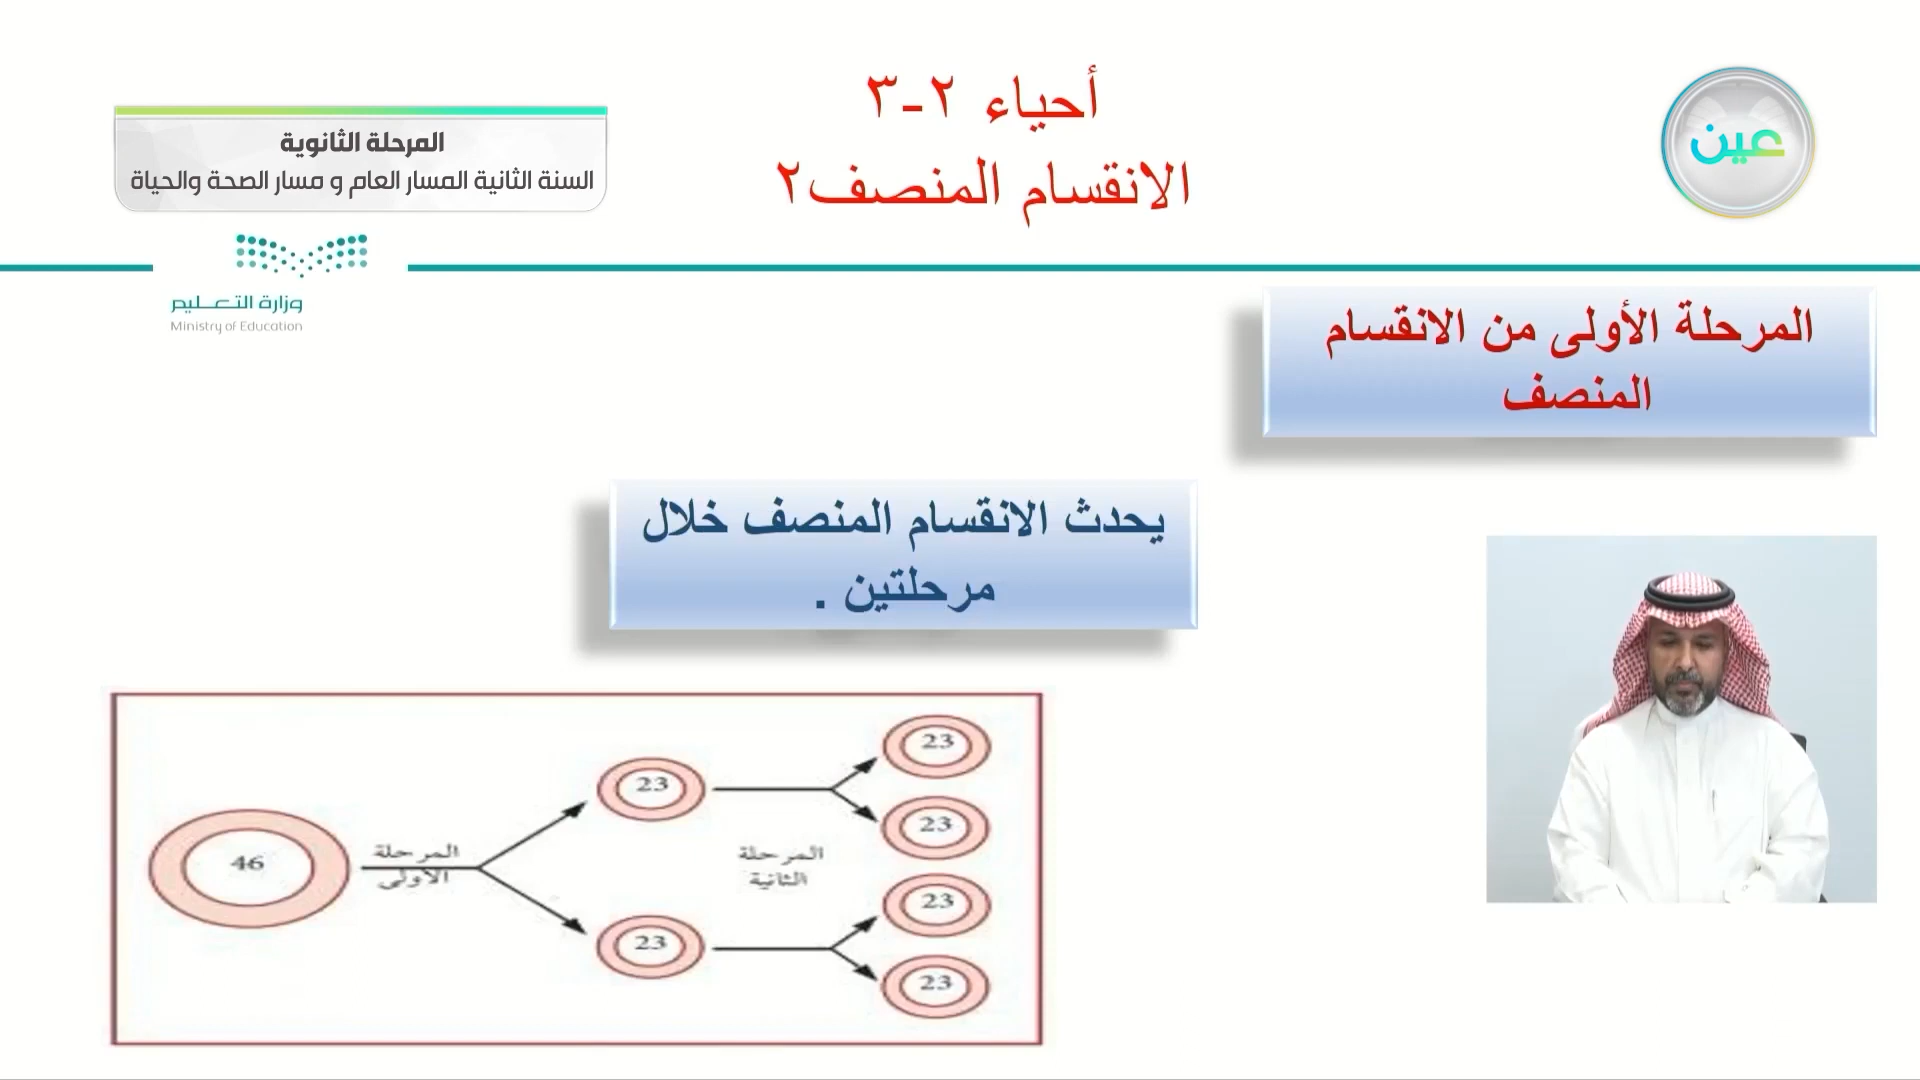 أحياء ٢-٣
الانقسام المنصف٢
عين
المرحلة الثانوية
السنة الثانية المسار العام و مسار الصحة والحياة
وزارة التعليم
Ministry of Education
المرحلة الأولى من الانقسام
المنصف
يحدث الانقسام المنصف خلال
مرحلتين .
46
المرحلة
الأولى
23
23
المرحلة
الثانية
23
23
23
23